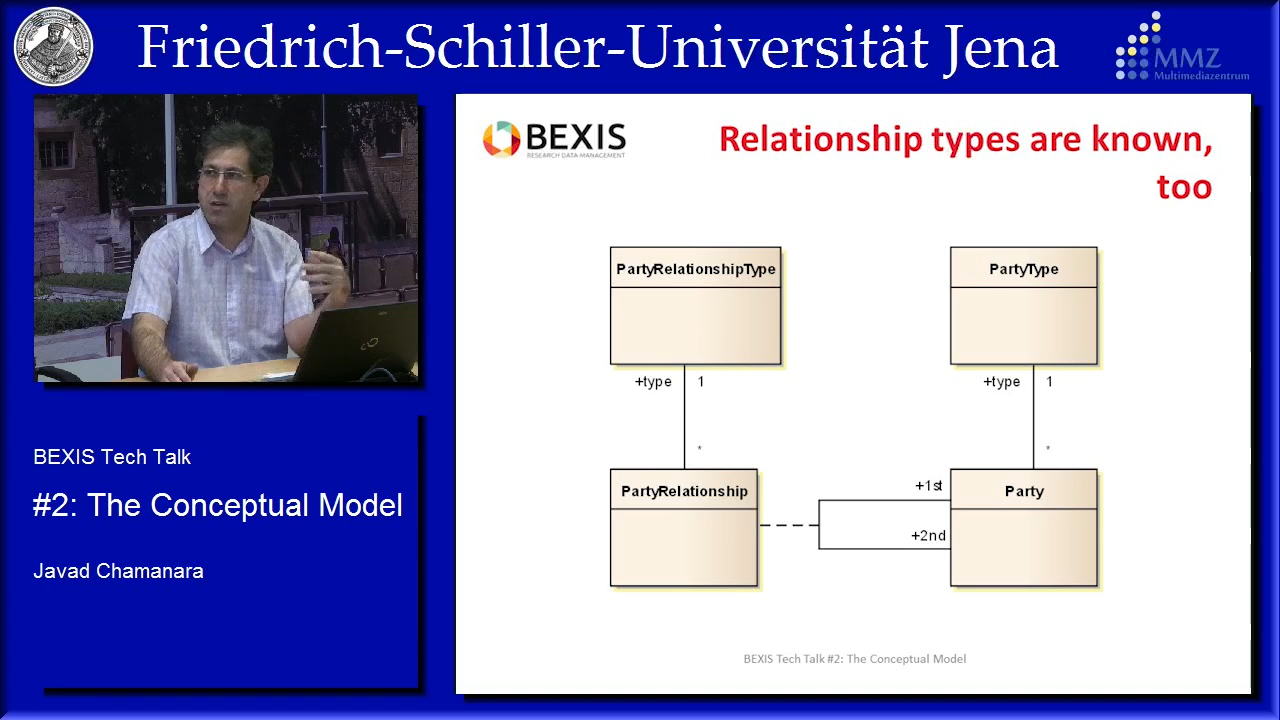 Friedrich-Schiller-Universität Jena
MMZ
Multimediazentrum
BEXIS Tech Talk
#2: The Conceptual Model
Javad Chamanara
BEXIS
RESEARCH DATA MANAGEMENT
Relationship types are known,
too
PartyRelationshipType
PartyType
+type 1
+type 1
*
*
PartyRelationship
+1st
Party
+2nd
BEXIS Tech Talk #2: The Conceptual Model